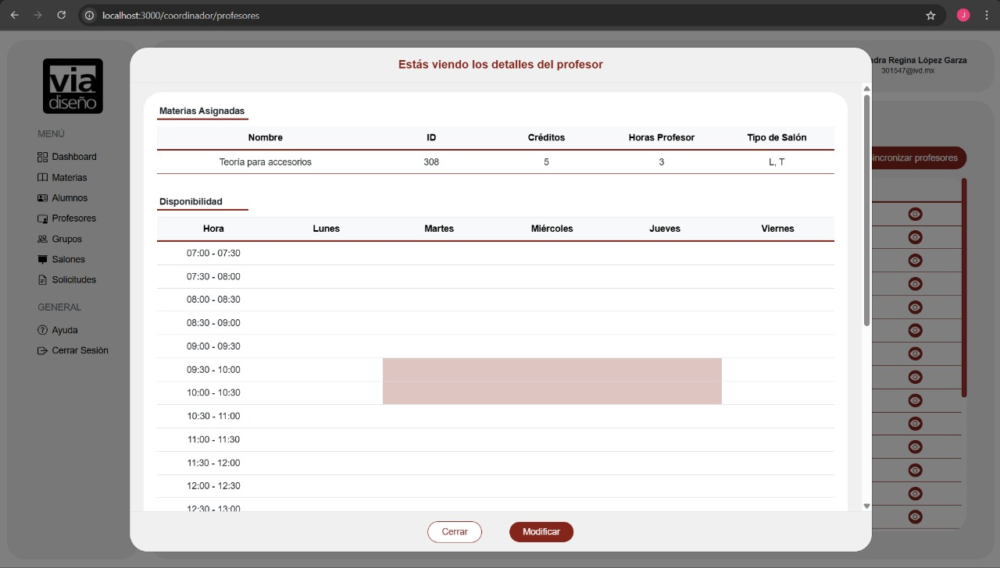 localhost:3000/coordinador/profesores
J
via
diseño
MENÚ
Dashboard
Materias
Alumnos
Profesores
Grupos
Salones
Solicitudes
GENERAL
Ayuda
Cerrar Sesión
Regina López Garza
301547@ivd.mx
profesores
Estás viendo los detalles del profesor
Materias Asignadas
Nombre ID Créditos Horas Profesor Tipo de Salón
Teoría para accesorios 308 5 3 L, T
Disponibilidad
Hora Lunes Martes Miércoles Jueves Viernes
07:00 - 07:30
07:30 - 08:00
08:00 - 08:30
08:30 - 09:00
09:00 - 09:30
09:30 - 10:00
10:00 - 10:30
10:30 - 11:00
11:00 - 11:30
11:30 - 12:00
12:00 - 12:30
12:30 - 13:00
Cerrar
Modificar